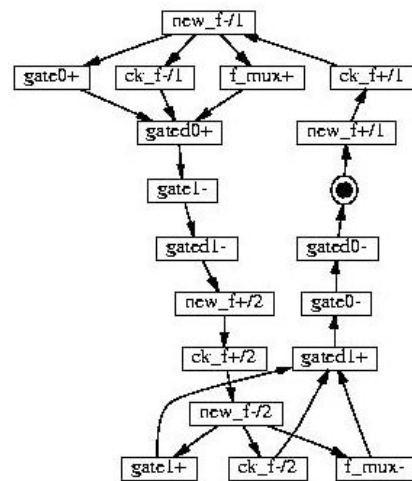 new_f-/1
gate0+ ck_f-/1 f_mux+ ck_f+/1
gated0+ new_f+/1
gate1-
gated1- gated0-
new_f+/2 gate0-
ck_f+/2 gated1+
new_f-/2
gate1+ ck_f-/2 f_mux-